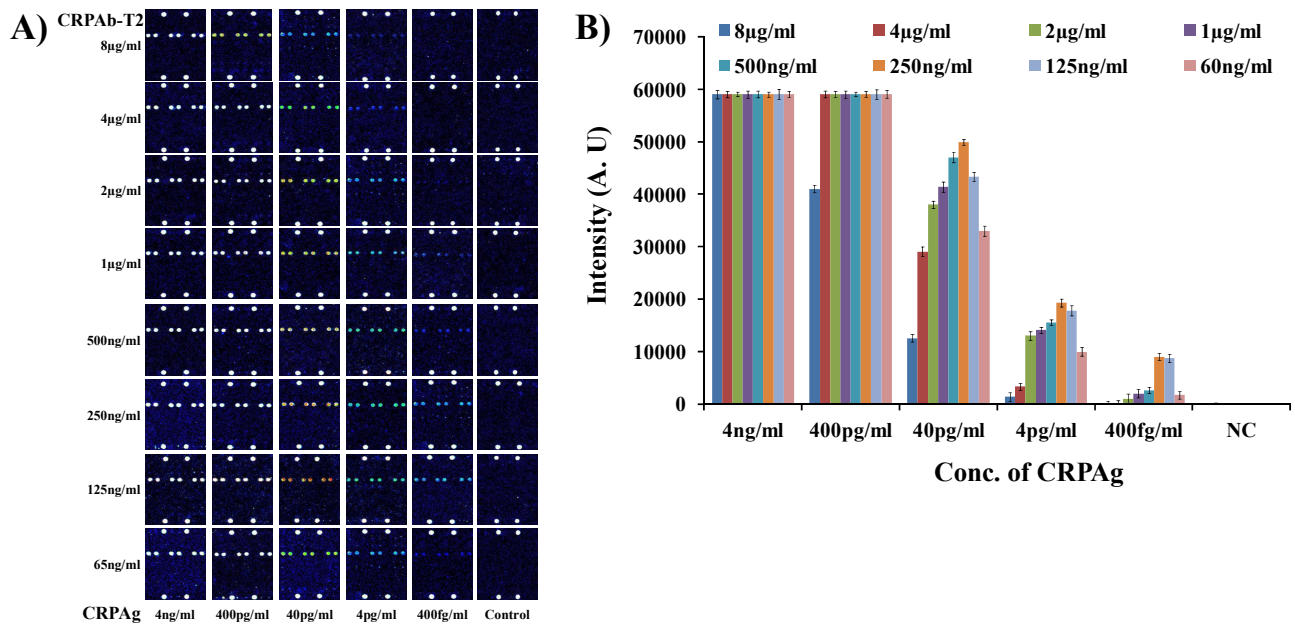 A)
CRPAb-T2
8µg/ml
4µg/ml
2µg/ml
1µg/ml
500ng/ml
250ng/ml
125ng/ml
65ng/ml
CRPAg 4ng/ml 400pg/ml 40pg/ml 4pg/ml 400fg/ml Control
B)
8µg/ml 4µg/ml 2µg/ml 1µg/ml
500ng/ml 250ng/ml 125ng/ml 60ng/ml
Intensity (A. U)
70000
60000
50000
40000
30000
20000
10000
0
4ng/ml 400pg/ml 40pg/ml 4pg/ml 400fg/ml NC
Conc. of CRPAg